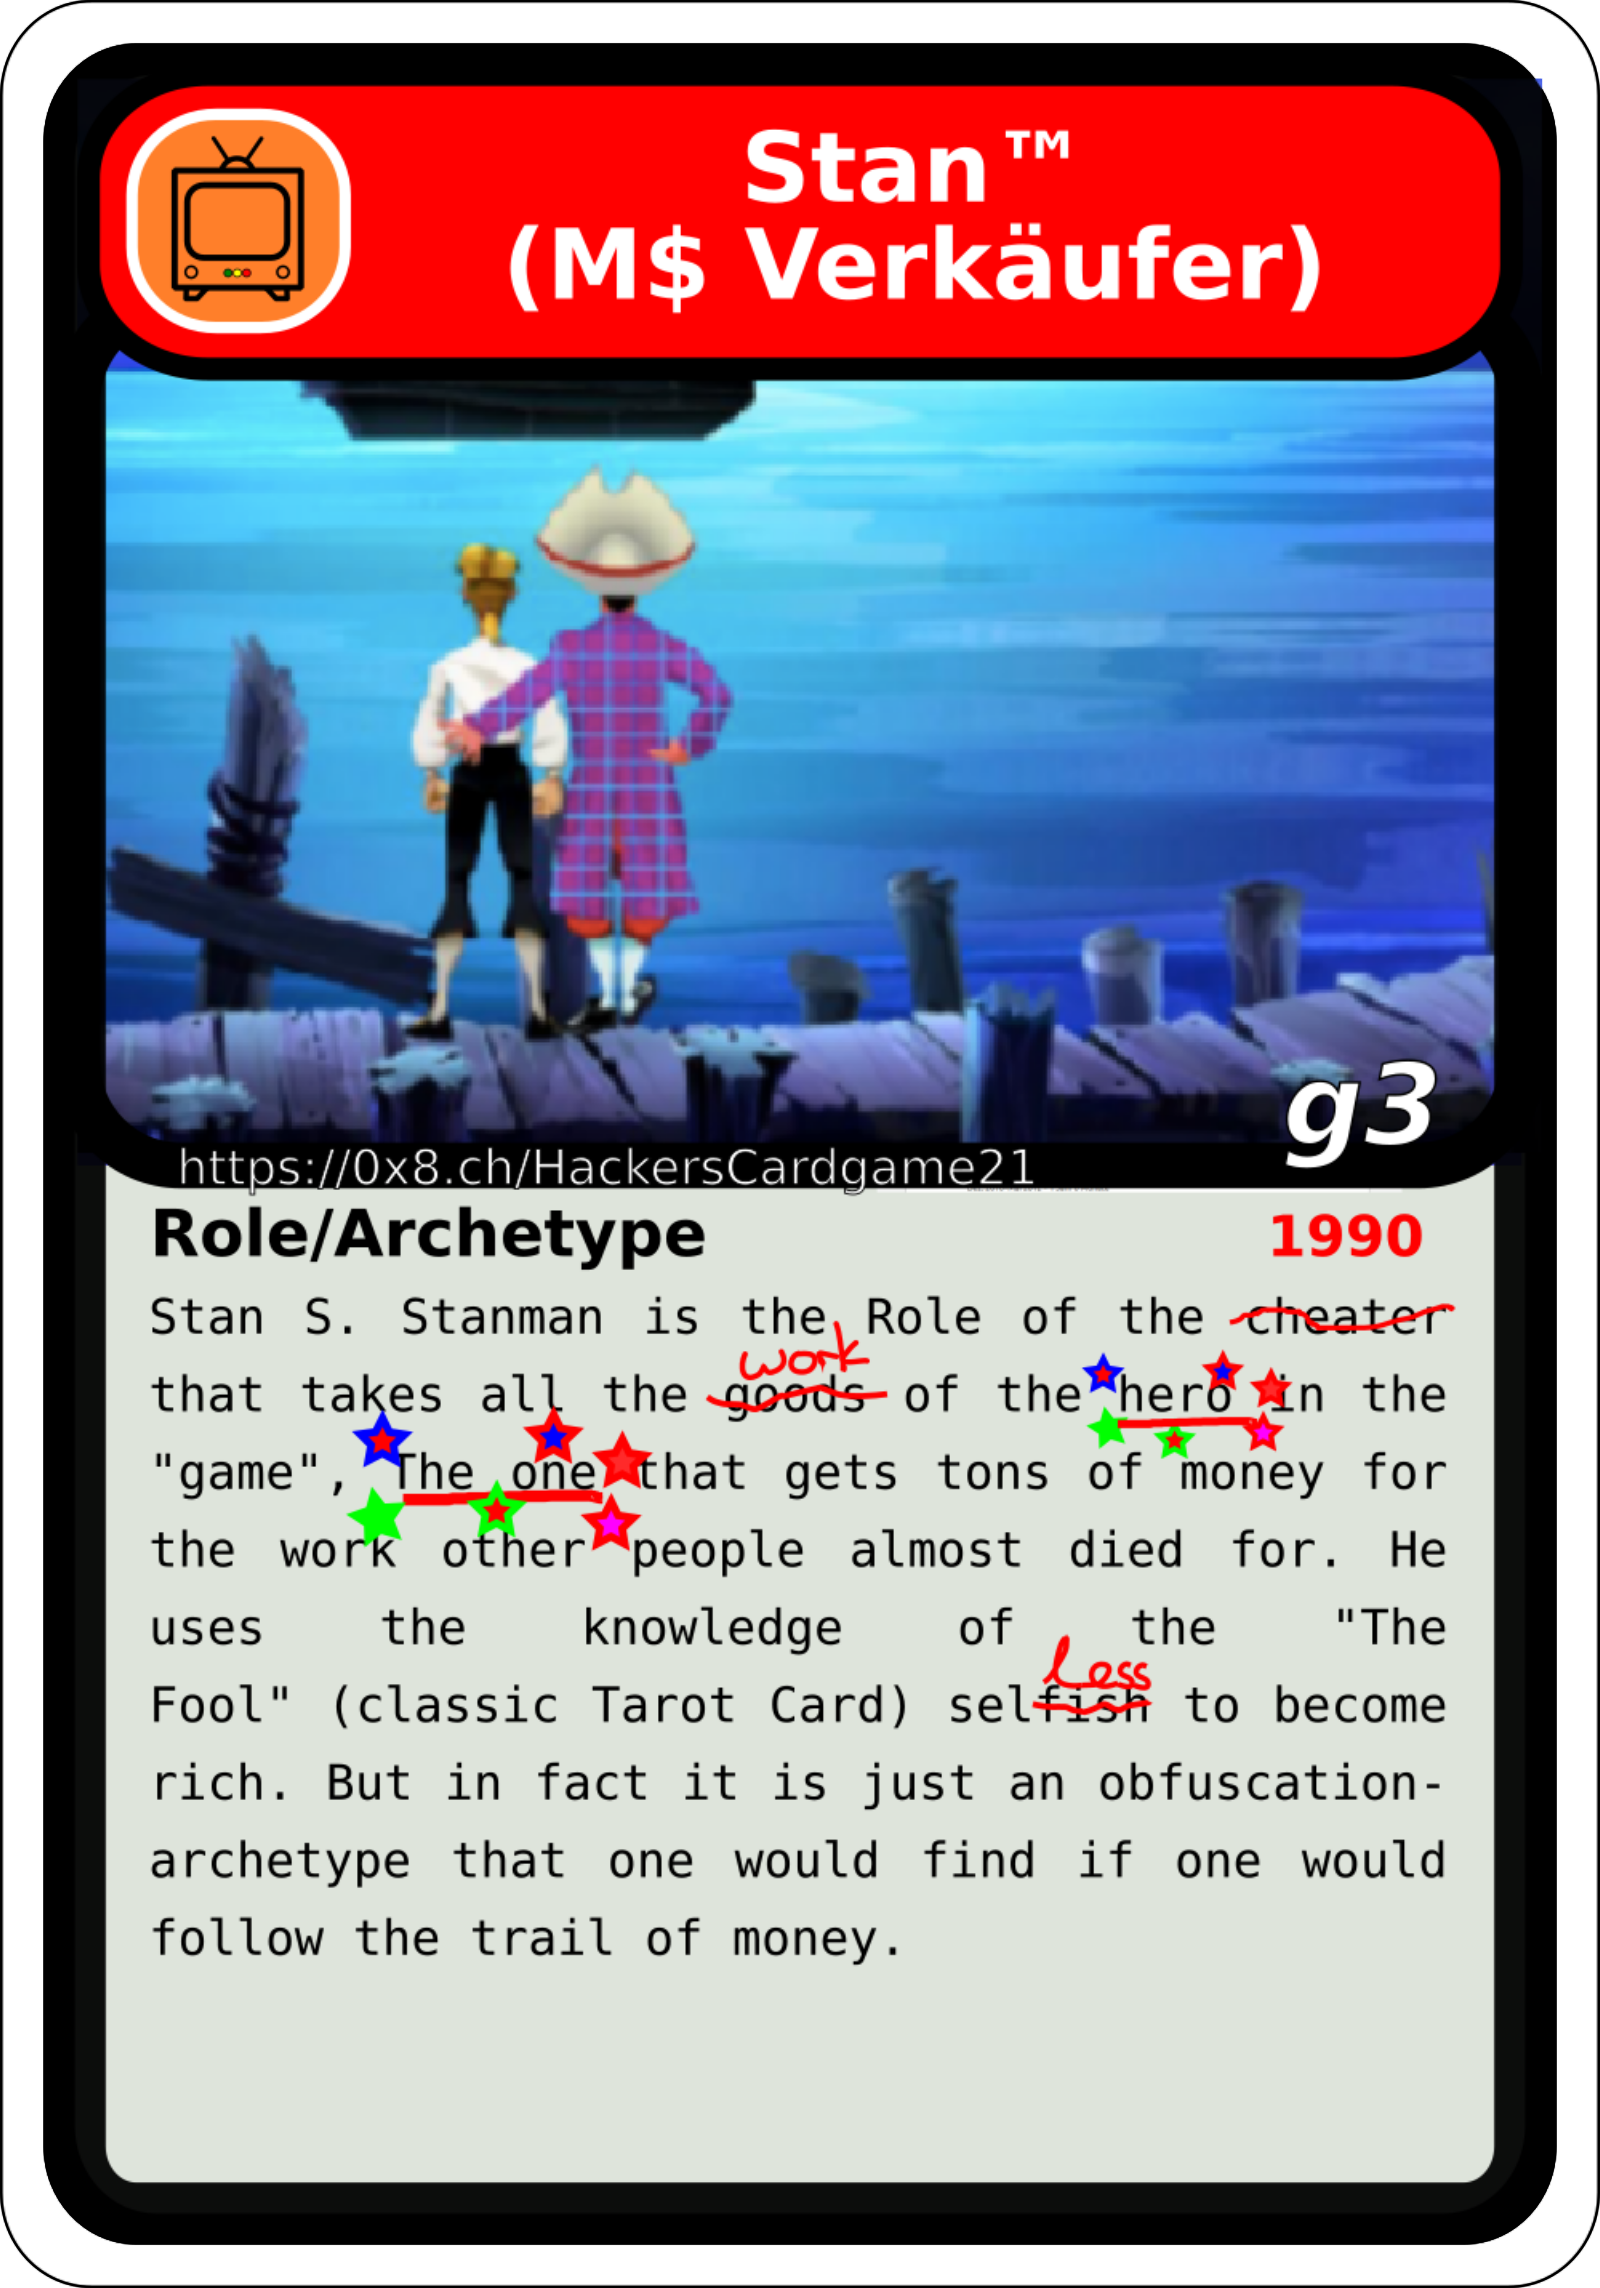 Stan™
(M$ Verkäufer)
g3
https://0x8.ch/HackersCardgame21
Role/Archetype 1990
Stan S. Stanman is the Role of the cheater
work
that takes all the goods of the hero in the
"game", The one that gets tons of money for
the work other people almost died for. He
uses the knowledge of the "The
less
Fool" (classic Tarot Card) selfish to become
rich. But in fact it is just an obfuscation-
archetype that one would find if one would
follow the trail of money.